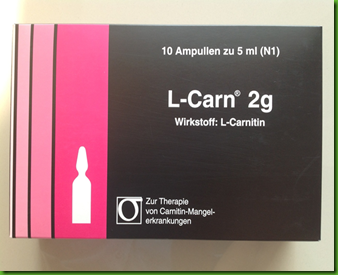 10 Ampullen zu 5 ml (N1)
L-Carn® 2g
Wirkstoff: L-Carnitin
Zur Therapie
von Carnitin-Mangel-
erkrankungen